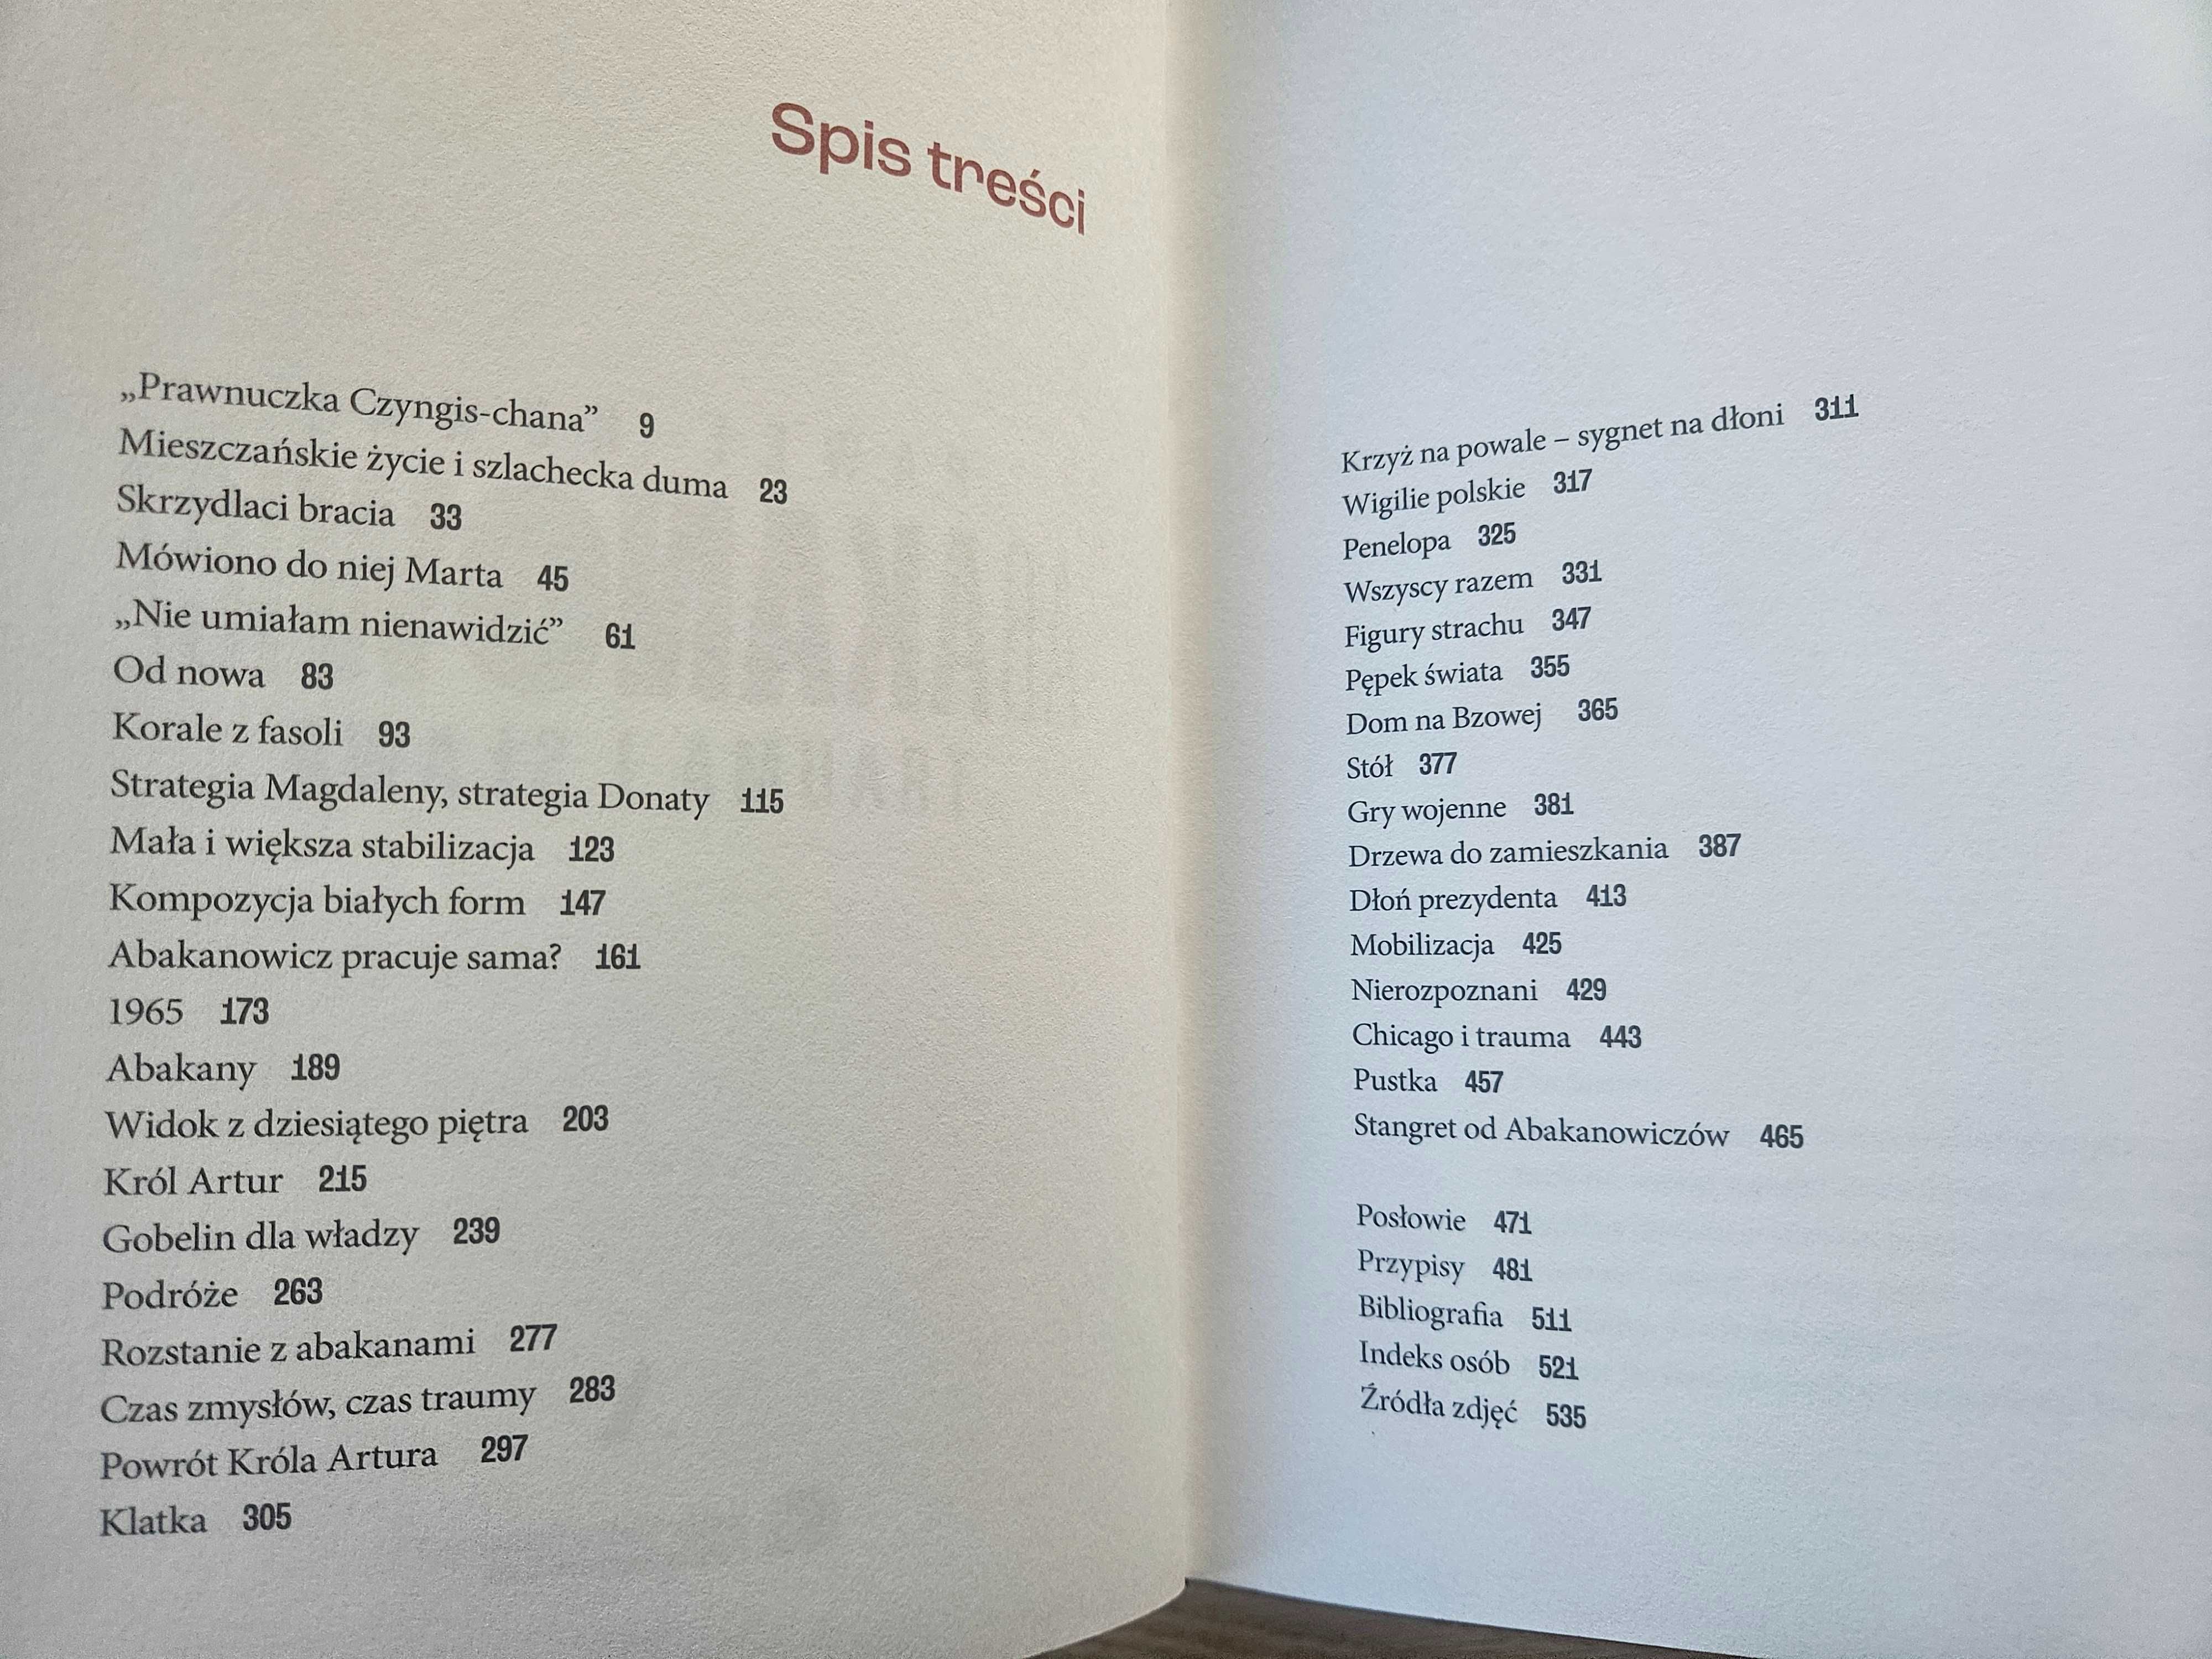 Spis treści
„Prawnuczka Czyngis-chana” 9
Mieszczańskie życie i szlachecka duma 23
Skrzydlaci bracia 33
Mówiono do niej Marta 45
„Nie umiałam nienawidzić” 61
Od nowa 83
Korale z fasoli 93
Strategia Magdaleny, strategia Donaty 115
Mała i większa stabilizacja 123
Kompozycja białych form 147
Abakanowicz pracuje sama? 161
1965 173
Abakany 189
Widok z dziesiątego piętra 203
Król Artur 215
Gobelin dla władzy 239
Podróże 263
Rozstanie z abakanami 277
Czas zmysłów, czas traumy 283
Powrót Króla Artura 297
Klatka 305
Krzyż na powale – sygnet na dłoni 311
Wigilie polskie 317
Penelopa 325
Wszyscy razem 331
Figury strachu 347
Pępek świata 355
Dom na Bzowej 365
Stół 377
Gry wojenne 381
Drzewa do zamieszkania 387
Dłoń prezydenta 413
Mobilizacja 425
Nierozpoznani 429
Chicago i trauma 443
Pustka 457
Stangret od Abakanowiczów 465
Posłowie 471
Przypisy 481
Bibliografia 511
Indeks osób 521
Źródła zdjęć 535